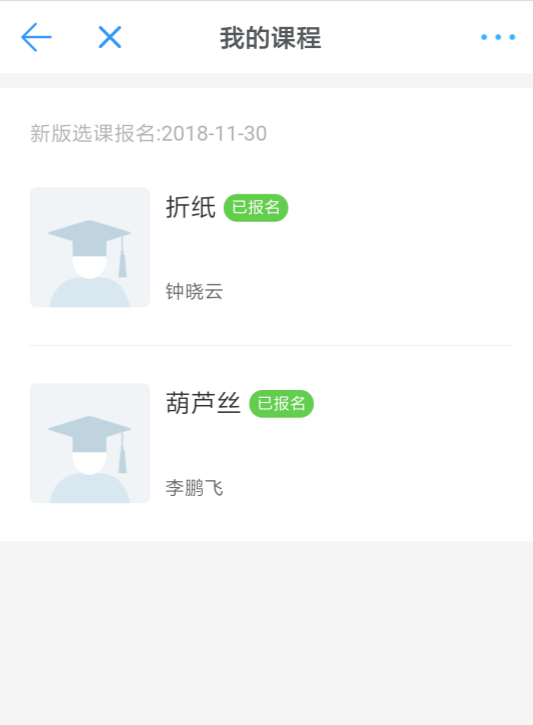 我的课程
新版选课报名:2018-11-30
折纸 已报名
钟晓云
葫芦丝 已报名
李鹏飞